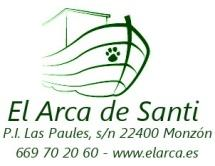 El Arca de Santi
P.I. Las Paules, s/n 22400 Monzón
669 70 20 60 - www.elarca.es